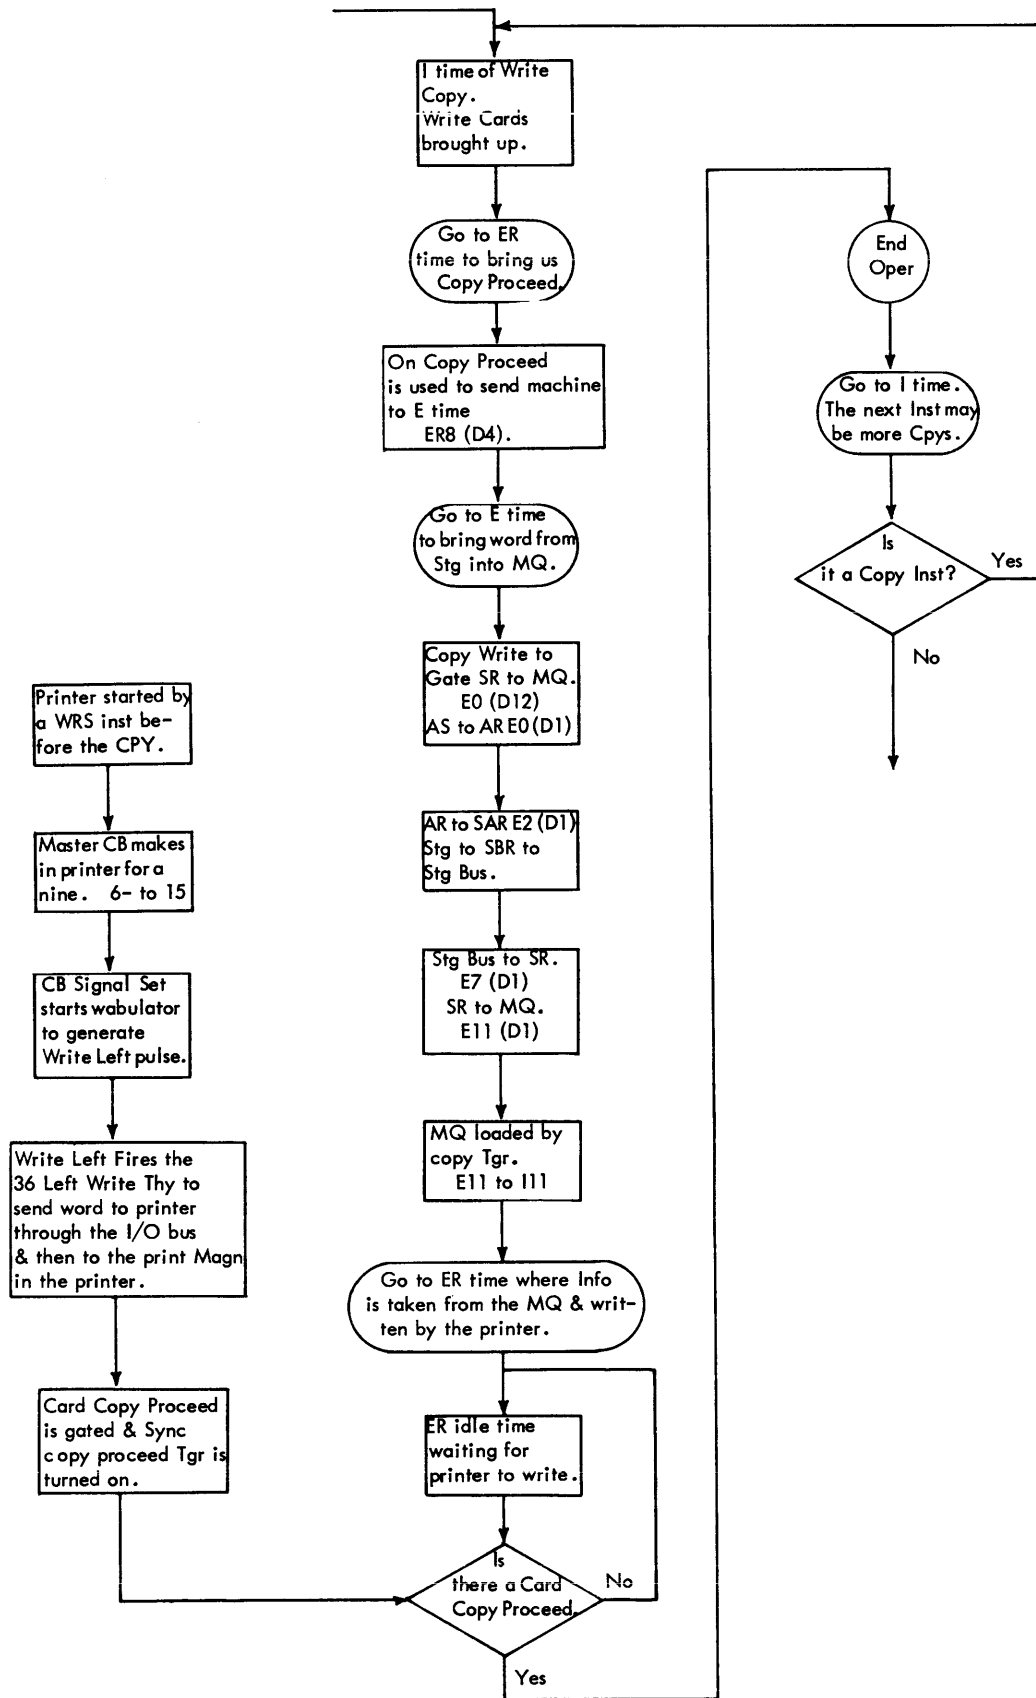 I time of Write
Copy.
Write Cards
brought up.
Go to ER
time to bring us
Copy Proceed.
On Copy Proceed
is used to send machine
to E time
ER8 (D4).
Go to E time
to bring word from
Stg into MQ.
Copy Write to
Gate SR to MQ.
E0 (D12)
AS to AR E0 (D1)
AR to SAR E2 (D1)
Stg to SBR to
Stg Bus.
Stg Bus to SR.
E7 (D1)
SR to MQ.
E11 (D1)
MQ loaded by
copy Tgr.
E11 to I11
Go to ER time where Info
is taken from the MQ & writ-
ten by the printer.
ER idle time
waiting for
printer to write.
Is
there a Card
Copy Proceed.
No
Yes
Printer started by
a WRS inst be-
fore the CPY.
Master CB makes
in printer for a
nine. 6- to 15
CB Signal Set
starts wabulator
to generate
Write Left pulse.
Write Left Fires the
36 Left Write Thy to
send word to printer
through the I/O bus
& then to the print Magn
in the printer.
Card Copy Proceed
is gated & Sync
copy proceed Tgr is
turned on.
End
Oper
Go to I time.
The next Inst may
be more Cpys.
Is
it a Copy Inst?
Yes
No